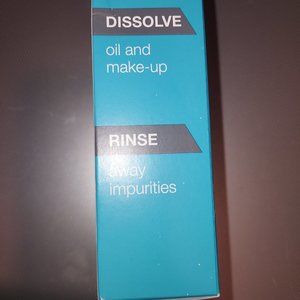 DISSOLVE
oil and
make-up
RINSE
away
impurities